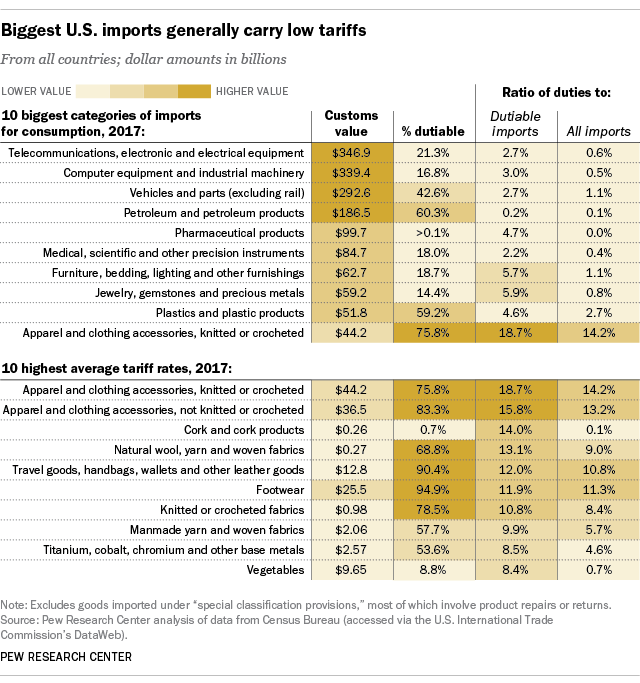 Biggest U.S. imports generally carry low tariffs
From all countries; dollar amounts in billions
LOWER VALUE HIGHER VALUE
Ratio of duties to:
10 biggest categories of imports for consumption, 2017: Customs value % dutiable Dutiable imports All imports
Telecommunications, electronic and electrical equipment $346.9 21.3% 2.7% 0.6%
Computer equipment and industrial machinery $339.4 16.8% 3.0% 0.5%
Vehicles and parts (excluding rail) $292.6 42.6% 2.7% 1.1%
Petroleum and petroleum products $186.5 60.3% 0.2% 0.1%
Pharmaceutical products $99.7 >0.1% 4.7% 0.0%
Medical, scientific and other precision instruments $84.7 18.0% 2.2% 0.4%
Furniture, bedding, lighting and other furnishings $62.7 18.7% 5.7% 1.1%
Jewelry, gemstones and precious metals $59.2 14.4% 5.9% 0.8%
Plastics and plastic products $51.8 59.2% 4.6% 2.7%
Apparel and clothing accessories, knitted or crocheted $44.2 75.8% 18.7% 14.2%
10 highest average tariff rates, 2017:
Apparel and clothing accessories, knitted or crocheted $44.2 75.8% 18.7% 14.2%
Apparel and clothing accessories, not knitted or crocheted $36.5 83.3% 15.8% 13.2%
Cork and cork products $0.26 0.7% 14.0% 0.1%
Natural wool, yarn and woven fabrics $0.27 68.8% 13.1% 9.0%
Travel goods, handbags, wallets and other leather goods $12.8 90.4% 12.0% 10.8%
Footwear $25.5 94.9% 11.9% 11.3%
Knitted or crocheted fabrics $0.98 78.5% 10.8% 8.4%
Manmade yarn and woven fabrics $2.06 57.7% 9.9% 5.7%
Titanium, cobalt, chromium and other base metals $2.57 53.6% 8.5% 4.6%
Vegetables $9.65 8.8% 8.4% 0.7%
Note: Excludes goods imported under “special classification provisions,” most of which involve product repairs or returns.
Source: Pew Research Center analysis of data from Census Bureau (accessed via the U.S. International Trade
Commission’s DataWeb).
PEW RESEARCH CENTER